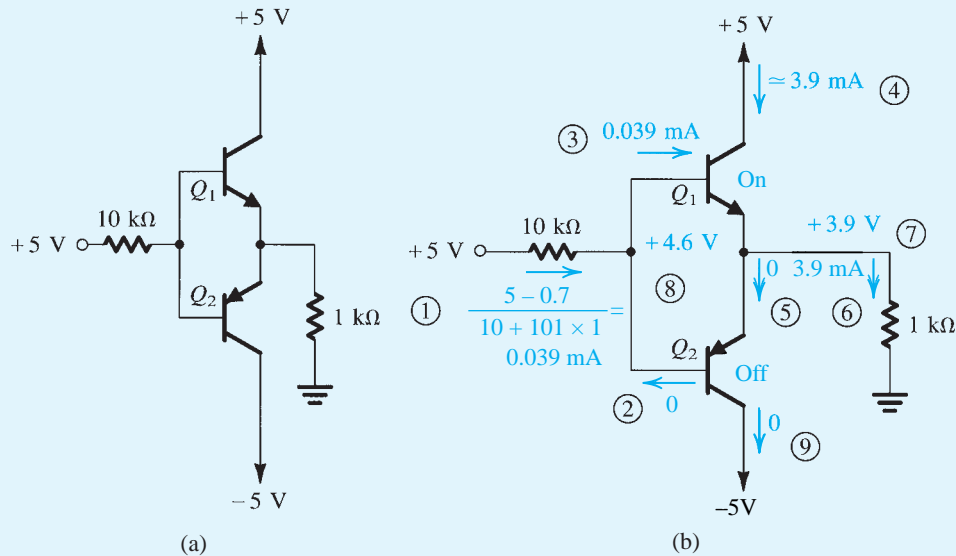 +5 V
Q1
10 kΩ
+5 V
Q2
1 kΩ
−5 V
(a)
+5 V
≃ 3.9 mA ④
③ 0.039 mA
Q1 On
10 kΩ
+5 V
+4.6 V
+3.9 V ⑦
0 3.9 mA
① 5 – 0.7
10 + 101 × 1 =
0.039 mA
⑧
⑤ ⑥
1 kΩ
Q2
Off
② 0
0 ⑨
–5V
(b)